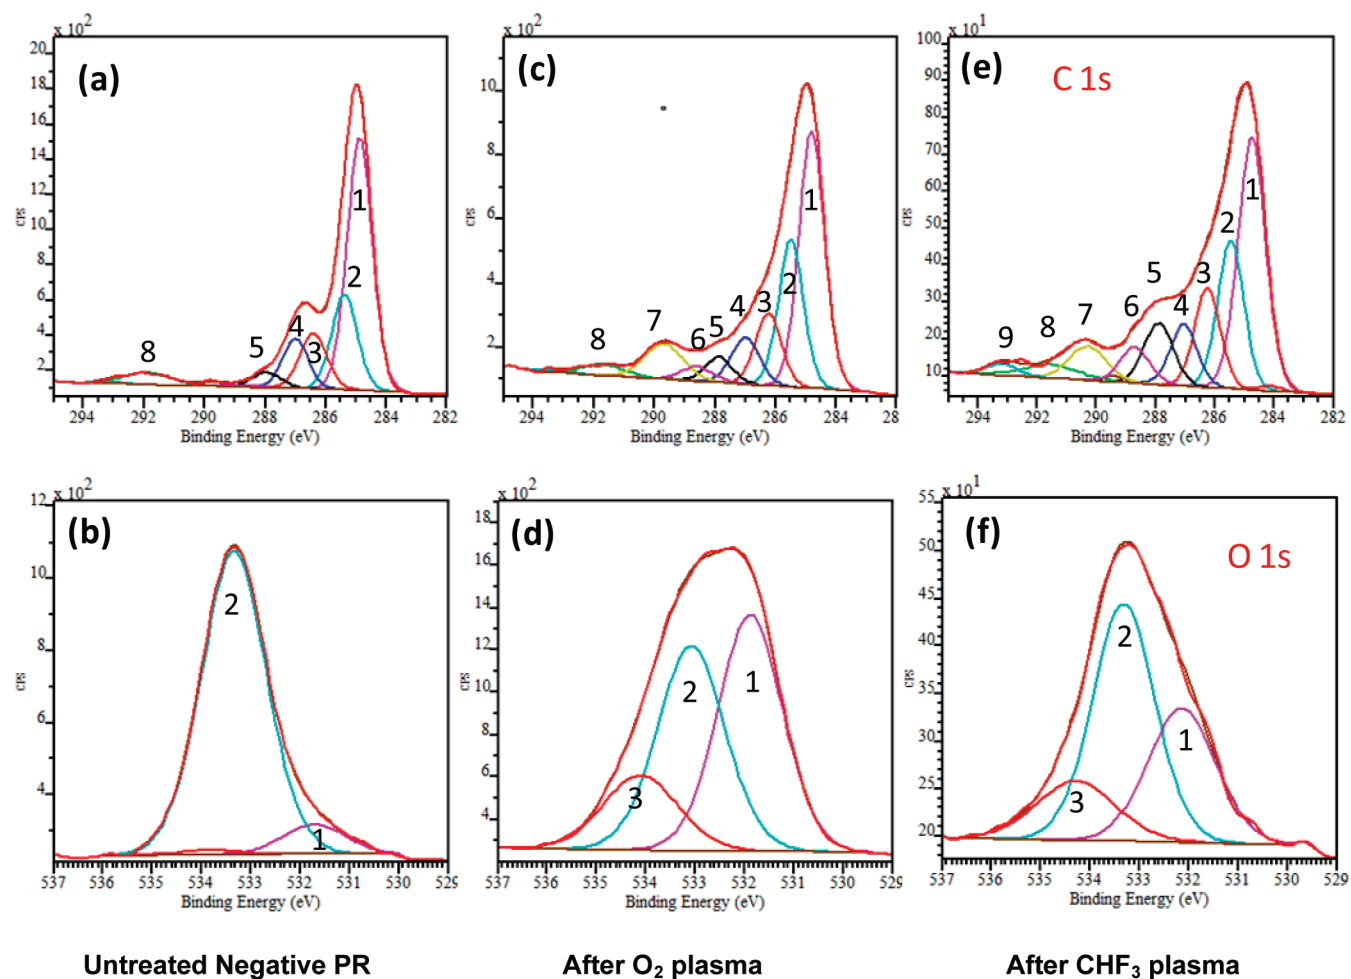 x 10² x 10² x 10¹
(a) (c) (e) C 1s
20 18 16 14 12 10 8 6 4 2
CPS
1 2 3 4 5 8
294 292 290 288 286 284 282
Binding Energy (eV)
10 8 6 4 2
CPS
1 2 3 4 5 6 7 8
294 292 290 288 286 284 28
Binding Energy (eV)
100 90 80 70 60 50 40 30 20 10
CPS
1 2 3 4 5 6 7 8 9
294 292 290 288 286 284 282
Binding Energy (eV)
x 10² x 10² x 10¹
(b) (d) (f) O 1s
12 10 8 6 4
CPS
2 1
537 536 535 534 533 532 531 530 529
Binding Energy (eV)
18 16 14 12 10 8 6 4
CPS
1 2 3
537 536 535 534 533 532 531 530 529
Binding Energy (eV)
55 50 45 40 35 30 25 20
CPS
2 1 3
537 536 535 534 533 532 531 530 529
Binding Energy (eV)
Untreated Negative PR After O₂ plasma After CHF₃ plasma